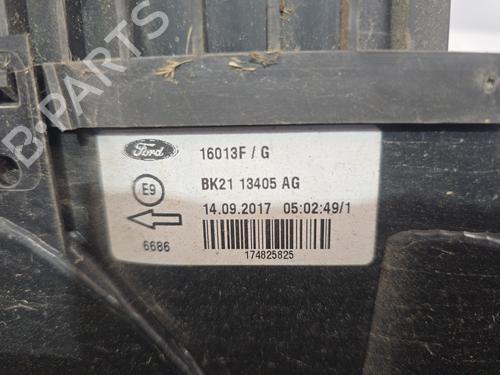 B-PARTS
Ford
16013F / G
E9
BK21 13405 AG
14.09.2017 05:02:49/1
6686
174825825